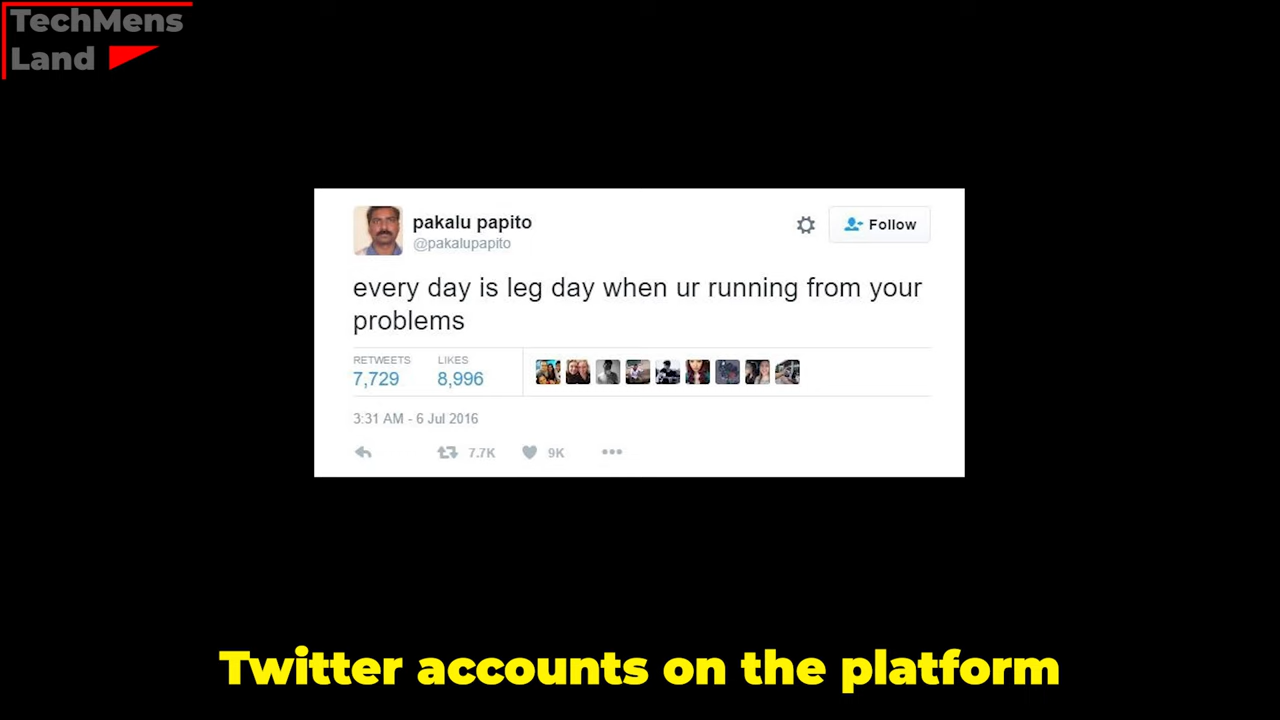 TechMens
Land
pakalu papito
@pakalupapito
Follow
every day is leg day when ur running from your
problems
RETWEETS LIKES
7,729 8,996
3:31 AM - 6 Jul 2016
7.7K 9K
Twitter accounts on the platform